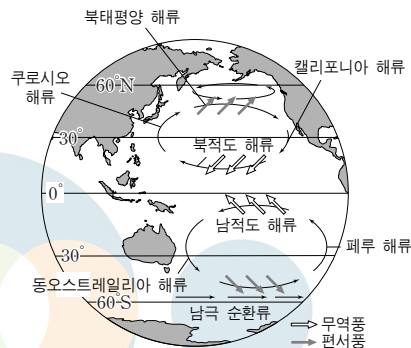 북태평양 해류
캘리포니아 해류
쿠로시오
해류
60°N
30°
북적도 해류
0°
남적도 해류
페루 해류
30°
동오스트레일리아 해류
60°S
남극 순환류
무역풍
편서풍